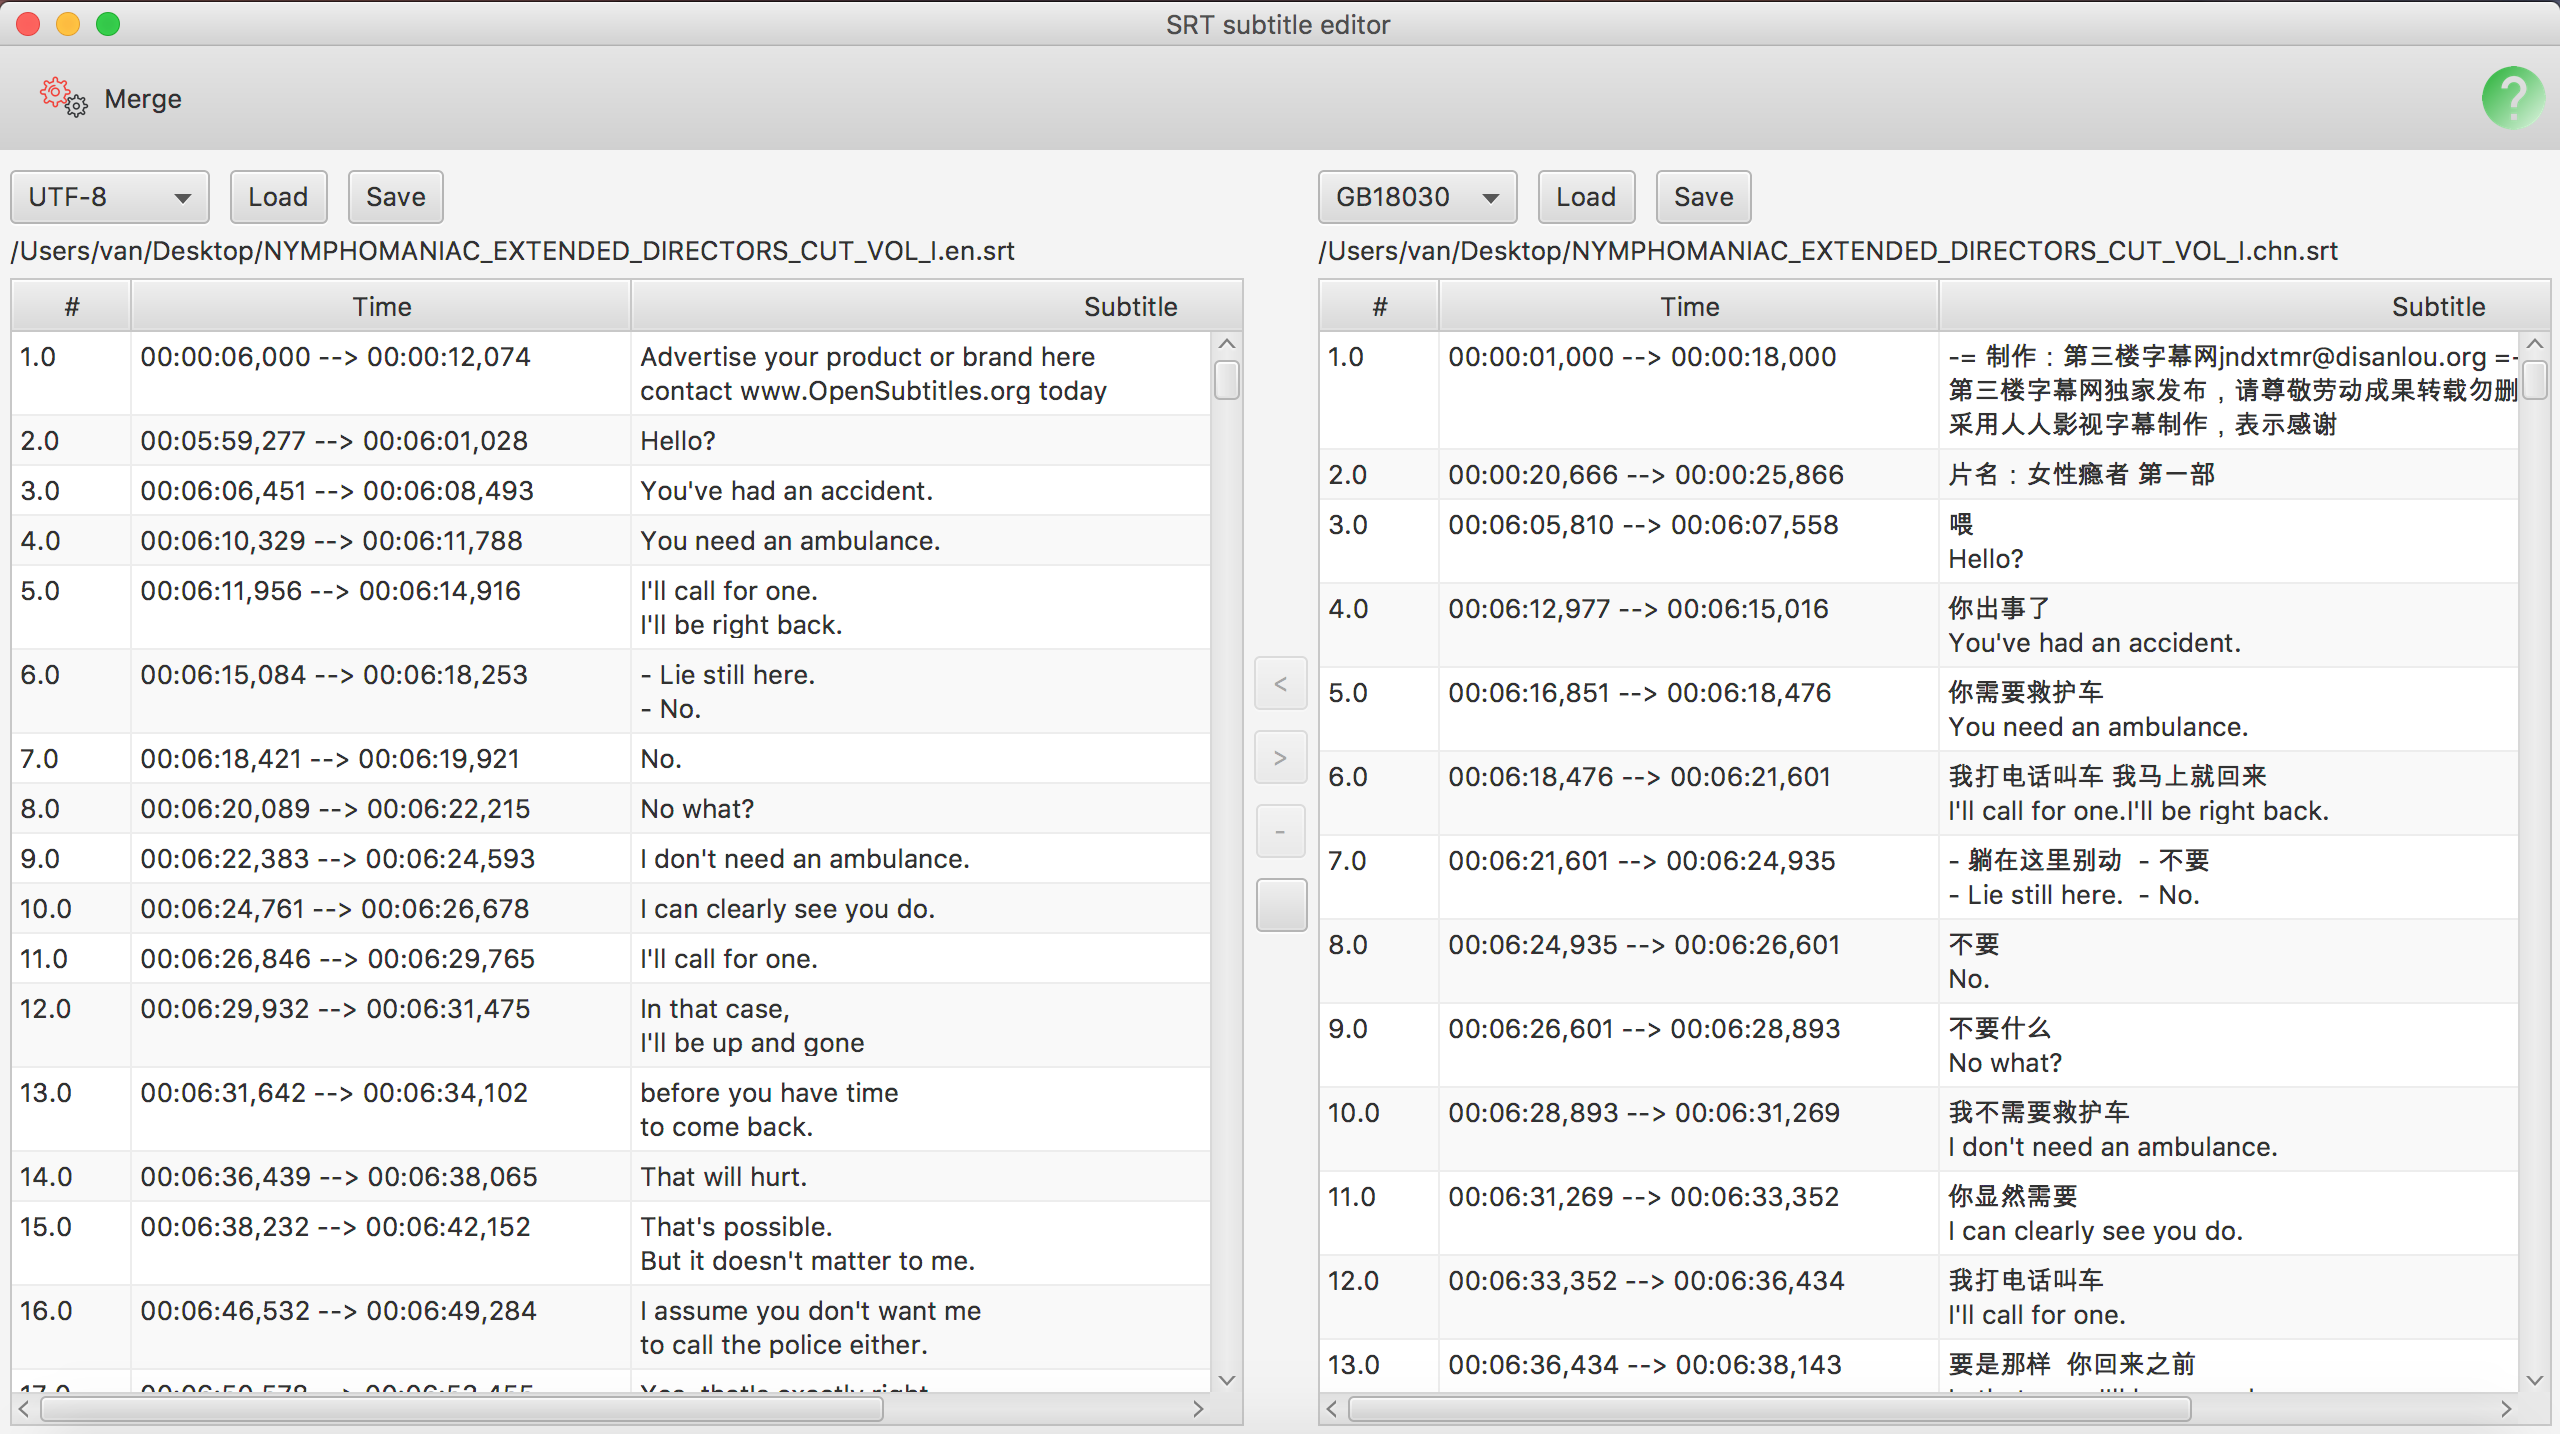 SRT subtitle editor
Merge
?
UTF-8 Load Save
/Users/van/Desktop/NYMPHOMANIAC_EXTENDED_DIRECTORS_CUT_VOL_I.en.srt
# Time Subtitle
1.0 00:00:06,000 --> 00:00:12,074 Advertise your product or brand here
contact www.OpenSubtitles.org today
2.0 00:05:59,277 --> 00:06:01,028 Hello?
3.0 00:06:06,451 --> 00:06:08,493 You've had an accident.
4.0 00:06:10,329 --> 00:06:11,788 You need an ambulance.
5.0 00:06:11,956 --> 00:06:14,916 I'll call for one.
I'll be right back.
6.0 00:06:15,084 --> 00:06:18,253 - Lie still here.
- No.
7.0 00:06:18,421 --> 00:06:19,921 No.
8.0 00:06:20,089 --> 00:06:22,215 No what?
9.0 00:06:22,383 --> 00:06:24,593 I don't need an ambulance.
10.0 00:06:24,761 --> 00:06:26,678 I can clearly see you do.
11.0 00:06:26,846 --> 00:06:29,765 I'll call for one.
12.0 00:06:29,932 --> 00:06:31,475 In that case,
I'll be up and gone
13.0 00:06:31,642 --> 00:06:34,102 before you have time
to come back.
14.0 00:06:36,439 --> 00:06:38,065 That will hurt.
15.0 00:06:38,232 --> 00:06:42,152 That's possible.
But it doesn't matter to me.
16.0 00:06:46,532 --> 00:06:49,284 I assume you don't want me
to call the police either.
<
>
-
GB18030 Load Save
/Users/van/Desktop/NYMPHOMANIAC_EXTENDED_DIRECTORS_CUT_VOL_I.chn.srt
# Time Subtitle
1.0 00:00:01,000 --> 00:00:18,000 -= 制作：第三楼字幕网jndxtmr@disanlou.org =-
第三楼字幕网独家发布，请尊敬劳动成果转载勿删
采用人人影视字幕制作，表示感谢
2.0 00:00:20,666 --> 00:00:25,866 片名：女性瘾者 第一部
3.0 00:06:05,810 --> 00:06:07,558 喂
Hello?
4.0 00:06:12,977 --> 00:06:15,016 你出事了
You've had an accident.
5.0 00:06:16,851 --> 00:06:18,476 你需要救护车
You need an ambulance.
6.0 00:06:18,476 --> 00:06:21,601 我打电话叫车 我马上就回来
I'll call for one.I'll be right back.
7.0 00:06:21,601 --> 00:06:24,935 - 躺在这里别动  - 不要
- Lie still here.  - No.
8.0 00:06:24,935 --> 00:06:26,601 不要
No.
9.0 00:06:26,601 --> 00:06:28,893 不要什么
No what?
10.0 00:06:28,893 --> 00:06:31,269 我不需要救护车
I don't need an ambulance.
11.0 00:06:31,269 --> 00:06:33,352 你显然需要
I can clearly see you do.
12.0 00:06:33,352 --> 00:06:36,434 我打电话叫车
I'll call for one.
13.0 00:06:36,434 --> 00:06:38,143 要是那样  你回来之前